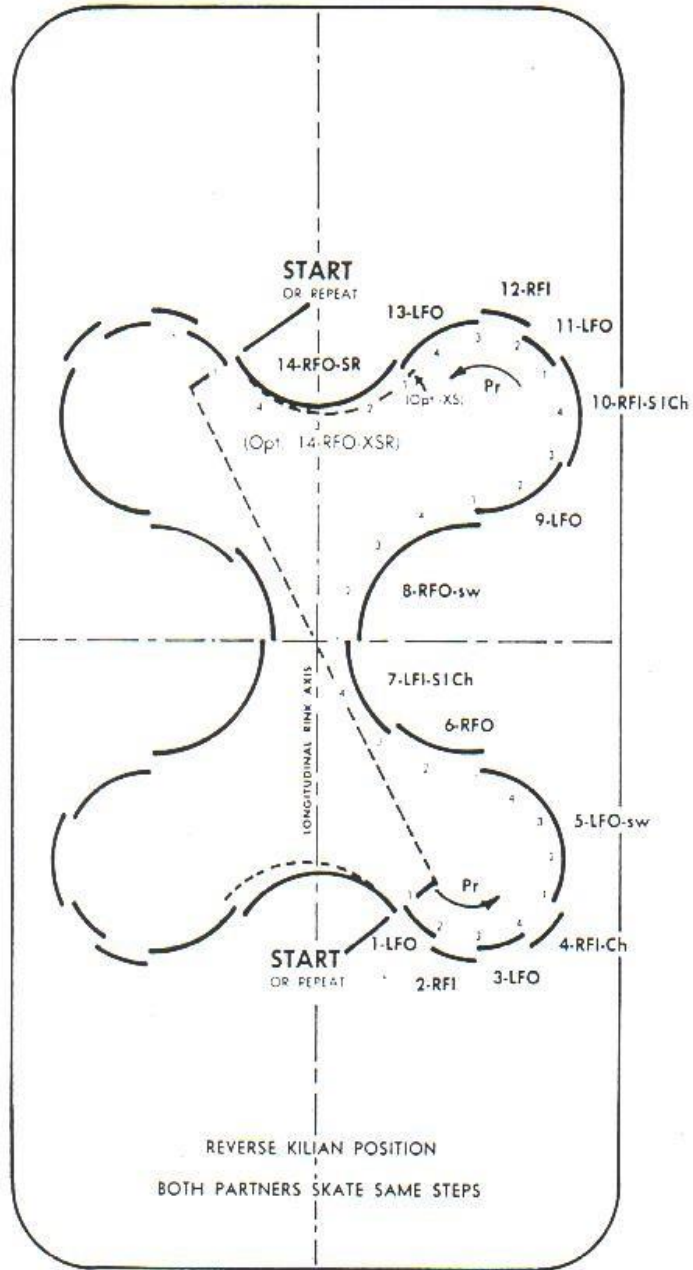 START
OR REPEAT
12-RFI
13-LFO
11-LFO
14-RFO-SR
10-RFI-SlCh
Pr
(Opt.-XS)
(Opt. 14-RFO-XSR)
9-LFO
8-RFO-sw
7-LFI-SlCh
6-RFO
LONGITUDINAL RINK AXIS
5-LFO-sw
Pr
4-RFI-Ch
1-LFO
3-LFO
START
OR REPEAT
2-RFI
REVERSE KILIAN POSITION
BOTH PARTNERS SKATE SAME STEPS